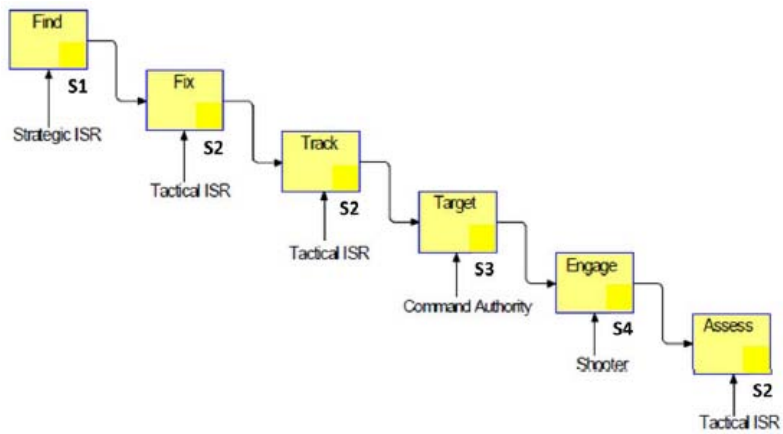 Find
S1
Strategic ISR
Fix
S2
Tactical ISR
Track
S2
Tactical ISR
Target
S3
Command Authority
Engage
S4
Shooter
Assess
S2
Tactical ISR